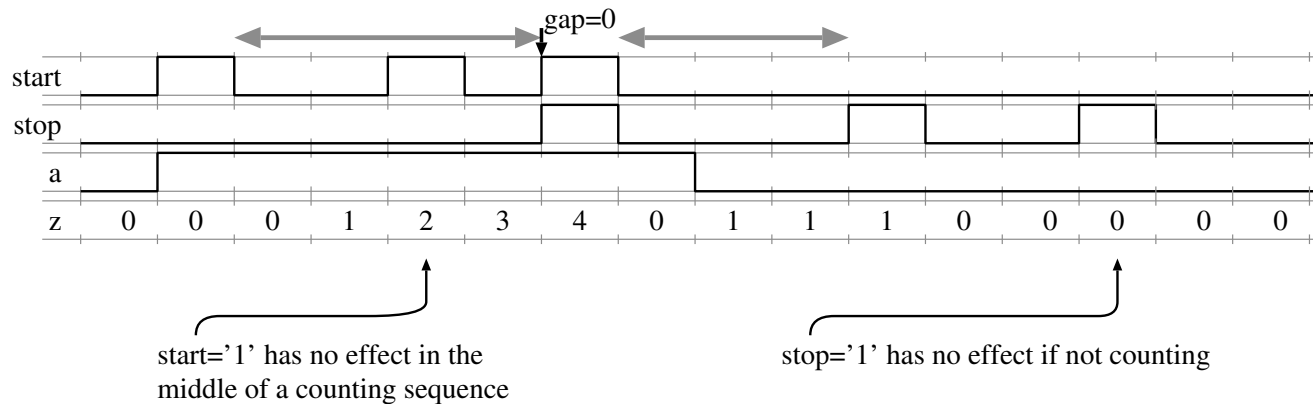 gap=0
start
stop
a
z 0 0 0 1 2 3 4 0 1 1 1 0 0 0 0 0
start='1' has no effect in the
middle of a counting sequence
stop='1' has no effect if not counting